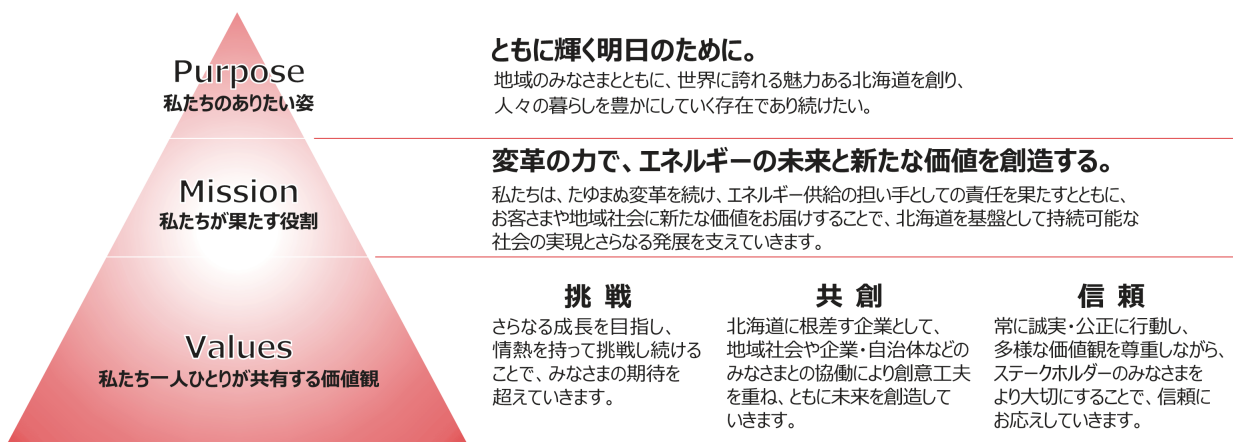 Purpose
私たちのありたい姿
ともに輝く明日のために。
地域のみなさまとともに、世界に誇れる魅力ある北海道を創り、
人々の暮らしを豊かにしていく存在であり続けたい。
Mission
私たちが果たす役割
変革の力で、エネルギーの未来と新たな価値を創造する。
私たちは、たゆまぬ変革を続け、エネルギー供給の担い手としての責任を果たすとともに、
お客さまや地域社会に新たな価値をお届けすることで、北海道を基盤として持続可能な
社会の実現とさらなる発展を支えていきます。
Values
私たち一人ひとりが共有する価値観
挑戦
さらなる成長を目指し、
情熱を持って挑戦し続ける
ことで、みなさまの期待を
超えていきます。
共創
北海道に根差す企業として、
地域社会や企業・自治体などの
みなさまとの協働により創意工夫
を重ね、ともに未来を創造して
いきます。
信頼
常に誠実・公正に行動し、
多様な価値観を尊重しながら、
ステークホルダーのみなさまを
より大切にすることで、信頼に
お応えしていきます。